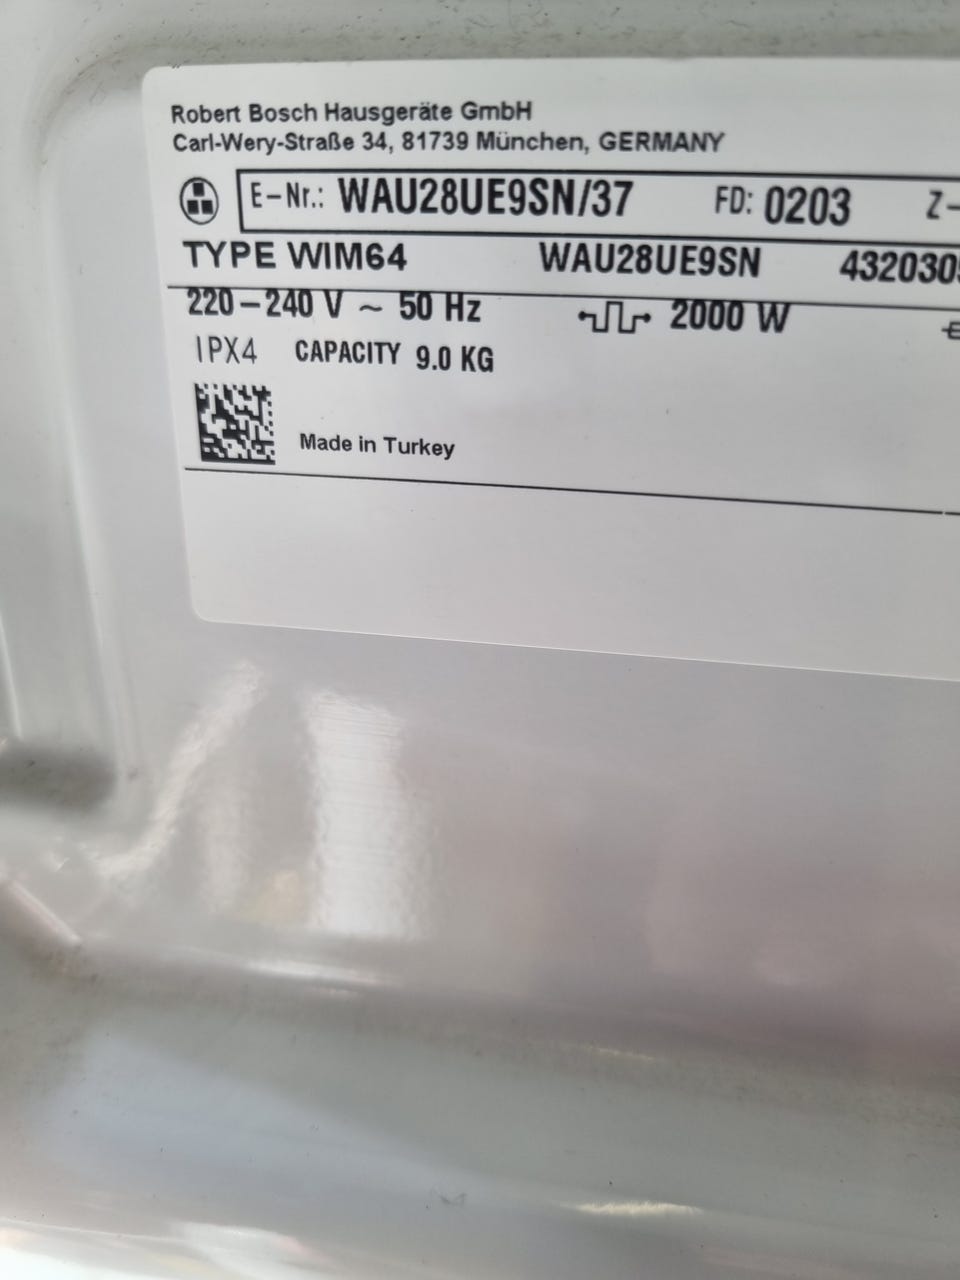 Robert Bosch Hausgeräte GmbH
Carl-Wery-Straße 34, 81739 München, GERMANY
E-Nr.: WAU28UE9SN/37 FD: 0203 Z-
TYPE WIM64 WAU28UE9SN 4320305
220-240 V ~ 50 Hz 2000 W
IPX4 CAPACITY 9.0 KG
Made in Turkey